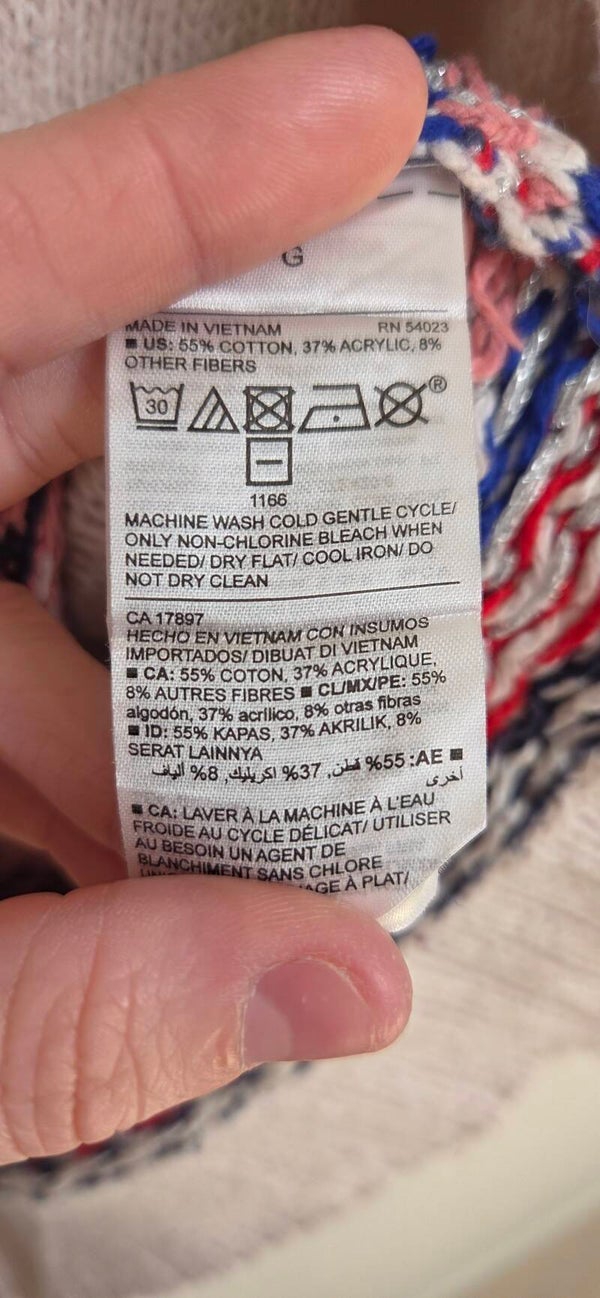 G
MADE IN VIETNAM RN 54023
■ US: 55% COTTON, 37% ACRYLIC, 8%
OTHER FIBERS
30 ®
1166
MACHINE WASH COLD GENTLE CYCLE/
ONLY NON-CHLORINE BLEACH WHEN
NEEDED/ DRY FLAT/ COOL IRON/ DO
NOT DRY CLEAN
CA 17897
HECHO EN VIETNAM CON INSUMOS
IMPORTADOS/ DIBUAT DI VIETNAM
■ CA: 55% COTON, 37% ACRYLIQUE,
8% AUTRES FIBRES ■ CL/MX/PE: 55%
algodón, 37% acrílico, 8% otras fibras
■ ID: 55% KAPAS, 37% AKRILIK, 8%
SERAT LAINNYA
■ AE: 55% قطن, 37% اكريليك, 8% ألياف
أخرى
■ CA: LAVER À LA MACHINE À L'EAU
FROIDE AU CYCLE DÉLICAT/ UTILISER
AU BESOIN UN AGENT DE
BLANCHIMENT SANS CHLORE
À PLAT/